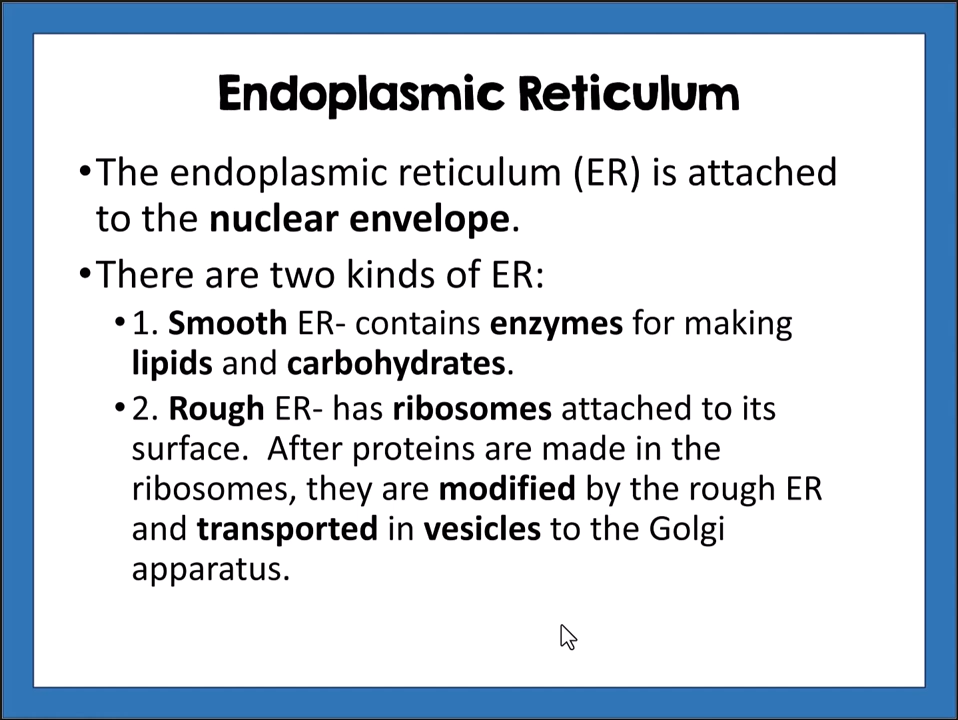 Endoplasmic Reticulum
•The endoplasmic reticulum (ER) is attached
to the nuclear envelope.
•There are two kinds of ER:
•1. Smooth ER- contains enzymes for making
lipids and carbohydrates.
•2. Rough ER- has ribosomes attached to its
surface.  After proteins are made in the
ribosomes, they are modified by the rough ER
and transported in vesicles to the Golgi
apparatus.